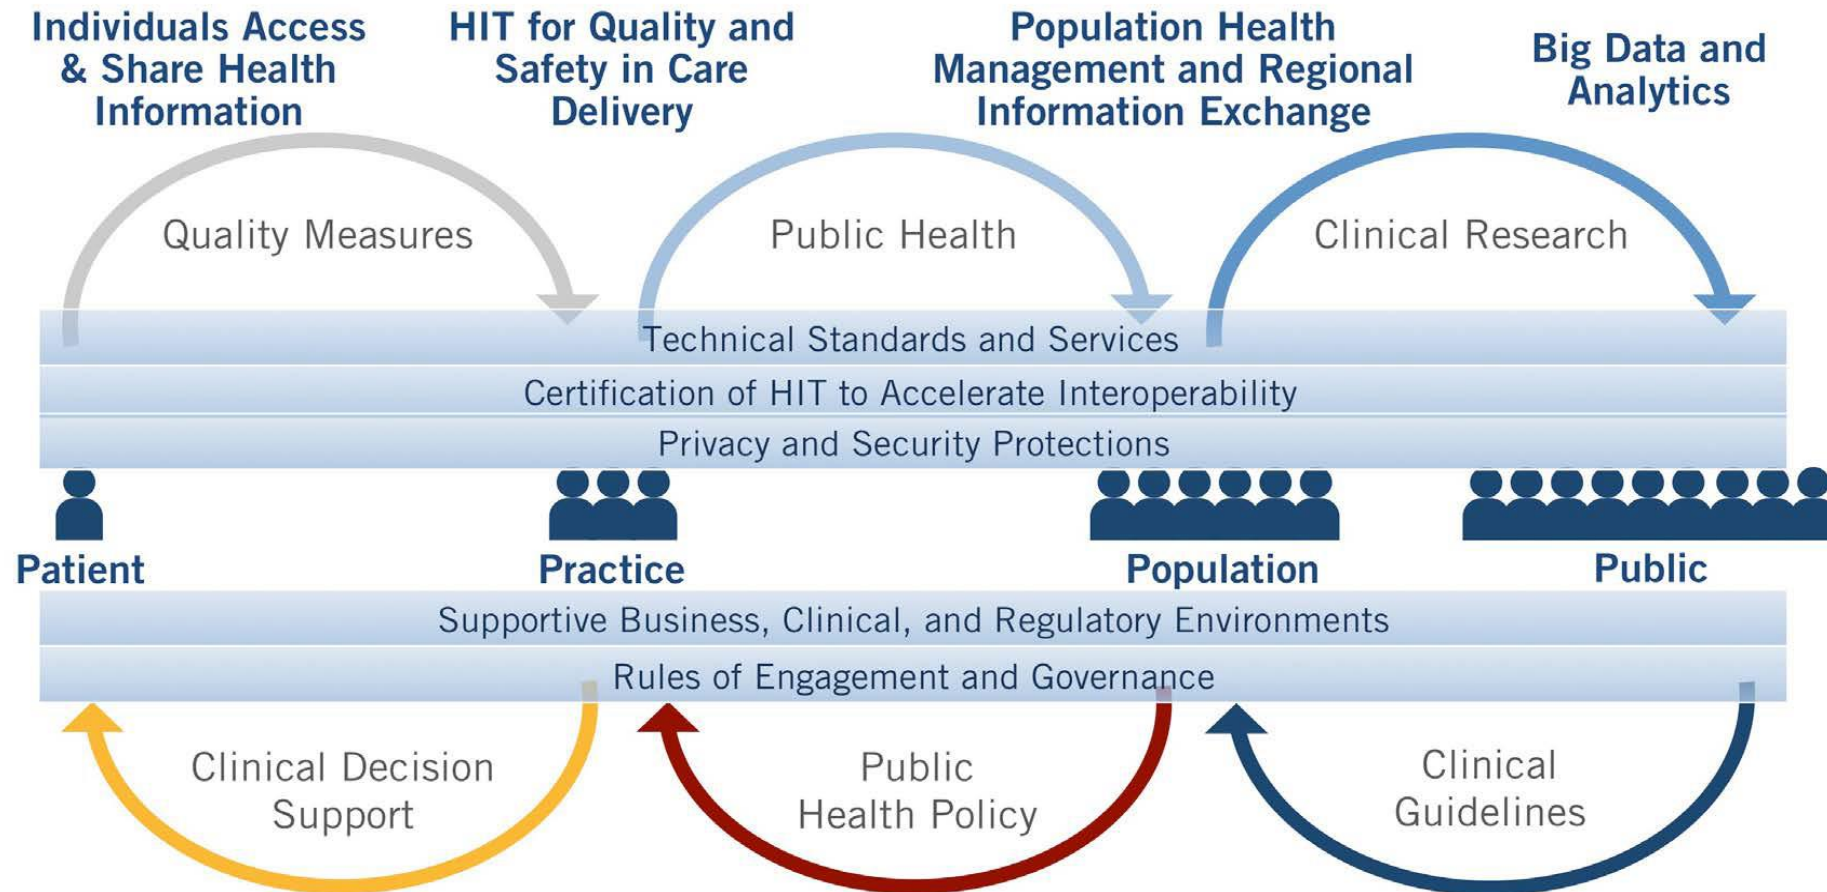 Individuals Access
& Share Health
Information
HIT for Quality and
Safety in Care
Delivery
Population Health
Management and Regional
Information Exchange
Big Data and
Analytics
Quality Measures
Public Health
Clinical Research
Technical Standards and Services
Certification of HIT to Accelerate Interoperability
Privacy and Security Protections
Patient
Practice
Population
Public
Supportive Business, Clinical, and Regulatory Environments
Rules of Engagement and Governance
Clinical Decision
Support
Public
Health Policy
Clinical
Guidelines